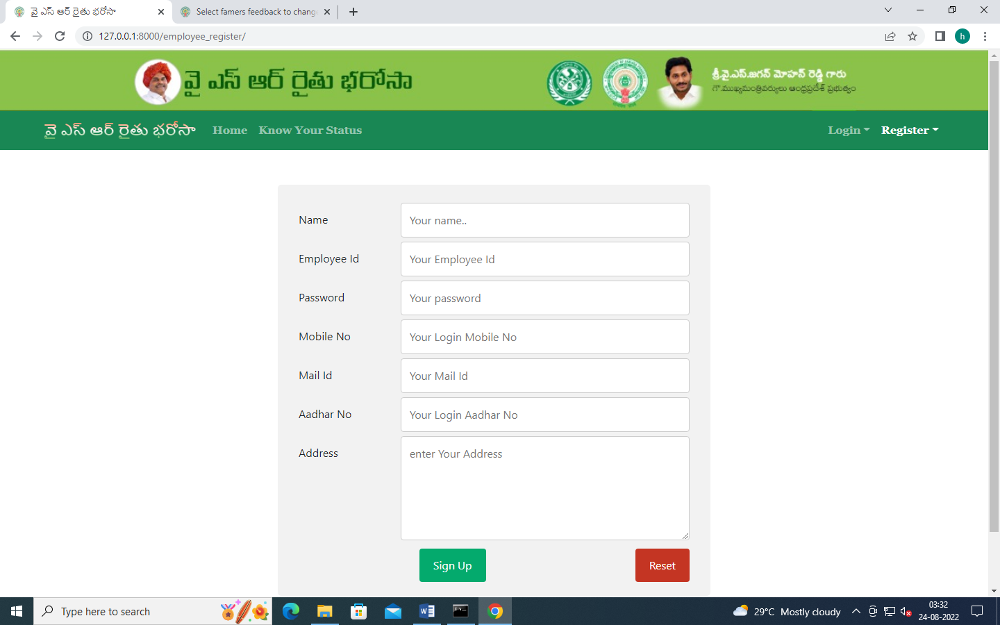 వై ఎస్ ఆర్ రైతు భరోసా
Select famers feedback to chang
127.0.0.1:8000/employee_register/
h
వై ఎస్ ఆర్ రైతు భరోసా
శ్రీ.వై.ఎస్.జగన్ మోహన్ రెడ్డి గారు
గౌ.ముఖ్యమంత్రివర్యులు ఆంధ్రప్రదేశ్ ప్రభుత్వం
వై ఎస్ ఆర్ రైతు భరోసా Home Know Your Status Login Register
Name Your name..
Employee Id Your Employee Id
Password Your password
Mobile No Your Login Mobile No
Mail Id Your Mail Id
Aadhar No Your Login Aadhar No
Address enter Your Address
Sign Up Reset
Type here to search
29°C Mostly cloudy
03:32
24-08-2022